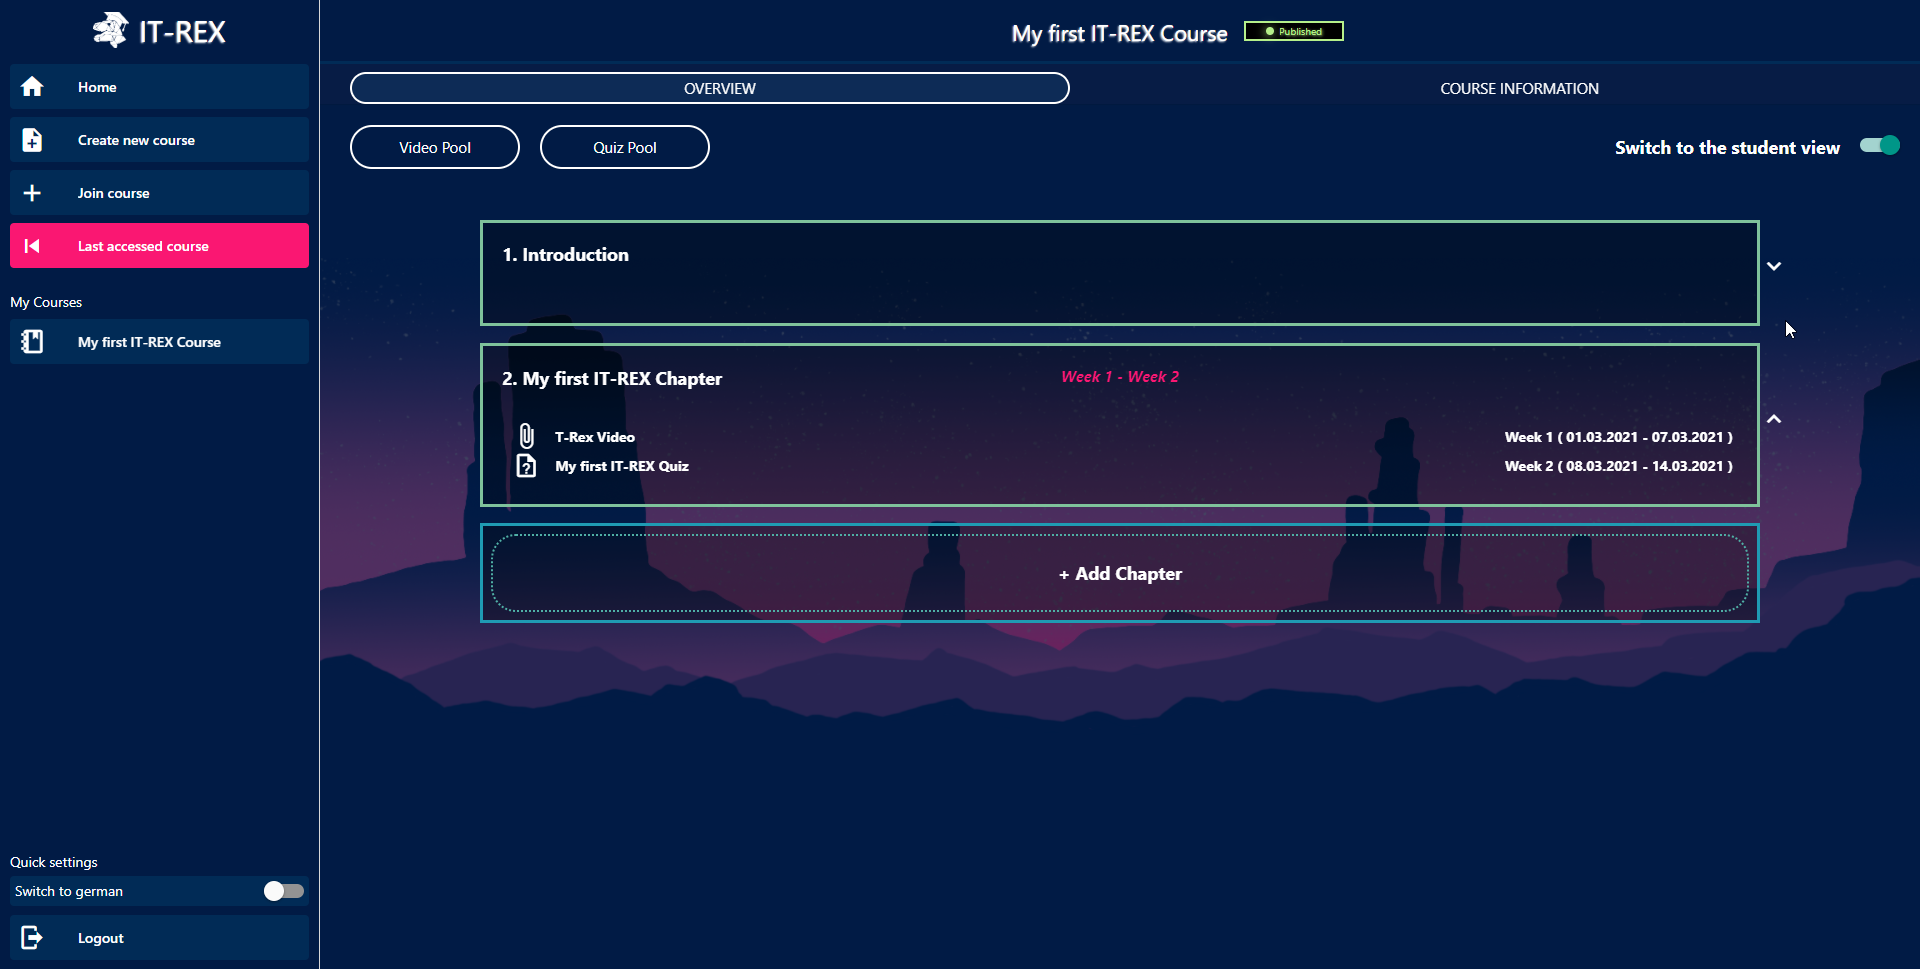 IT-REX
Home
Create new course
Join course
Last accessed course
My Courses
My first IT-REX Course
Quick settings
Switch to german
Logout
My first IT-REX Course
Published
OVERVIEW
COURSE INFORMATION
Video Pool
Quiz Pool
Switch to the student view
1. Introduction
2. My first IT-REX Chapter
Week 1 - Week 2
T-Rex Video
Week 1 ( 01.03.2021 - 07.03.2021 )
My first IT-REX Quiz
Week 2 ( 08.03.2021 - 14.03.2021 )
+ Add Chapter